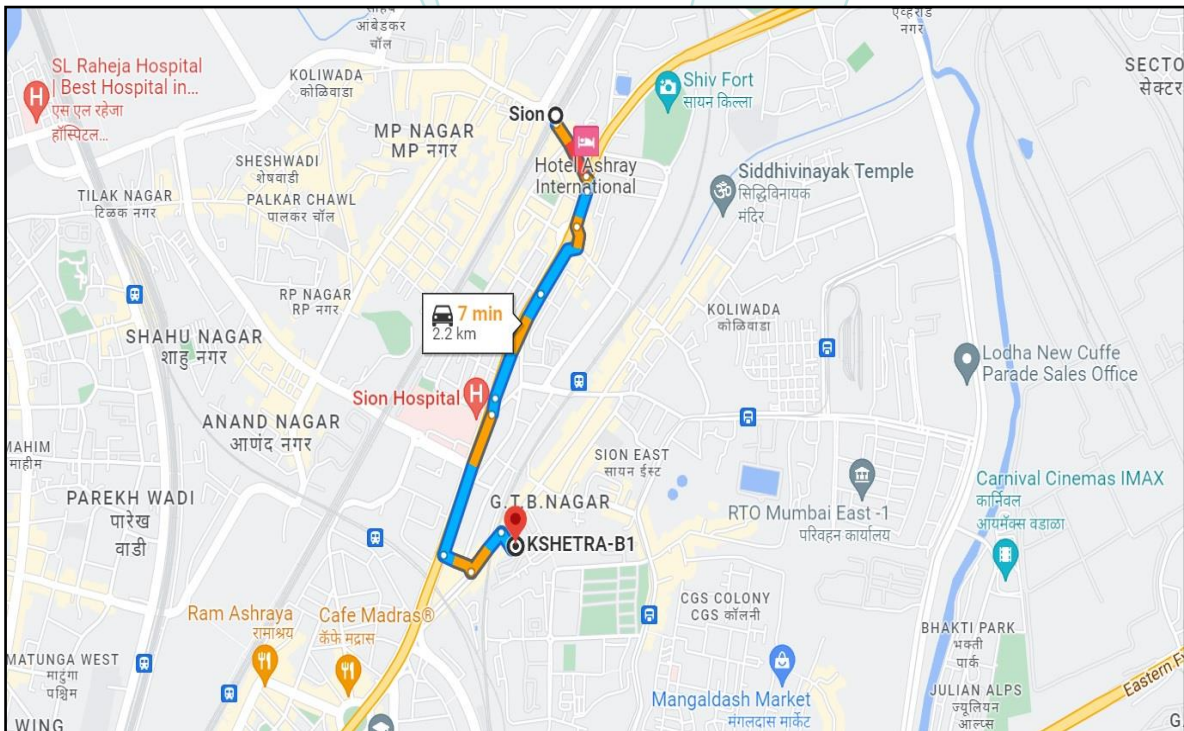 साहेब
आंबेडकर
चॉल
एव्हरार्ड
नगर
SL Raheja Hospital
| Best Hospital in...
एस एल रहेजा
हॉस्पिटल...
KOLIWADA
कोळिवाडा
Shiv Fort
सायन किल्ला
SECTO
सेक्टर
Sion
MP NAGAR
MP नगर
SHESHWADI
शेषवाडी
Hotel Ashray
International
Siddhivinayak Temple
सिद्धिविनायक
मंदिर
TILAK NAGAR
टिळक नगर
PALKAR CHAWL
पालकर चॉल
RP NAGAR
RP नगर
7 min
2.2 km
KOLIWADA
कोळिवाडा
SHAHU NAGAR
शाहू नगर
Lodha New Cuffe
Parade Sales Office
Sion Hospital
ANAND NAGAR
आणंद नगर
MAHIM
माहीम
SION EAST
सायन ईस्ट
Carnival Cinemas IMAX
कार्निवल
आयमॅक्स वडाळा
PAREKH WADI
पारेख
वाडी
G.T.B.NAGAR
RTO Mumbai East -1
परिवहन कार्यालय
KSHETRA-B1
CGS COLONY
CGS कॉलनी
Ram Ashraya
रामाश्रय
Cafe Madras®
कॅफे मद्रास
BHAKTI PARK
भक्ती
पार्क
MATUNGA WEST
माटुंगा
पश्चिम
Mangaldash Market
मंगलदास मार्केट
JULIAN ALPS
ज्यूलियन
आल्प्स
Eastern F
WING
G